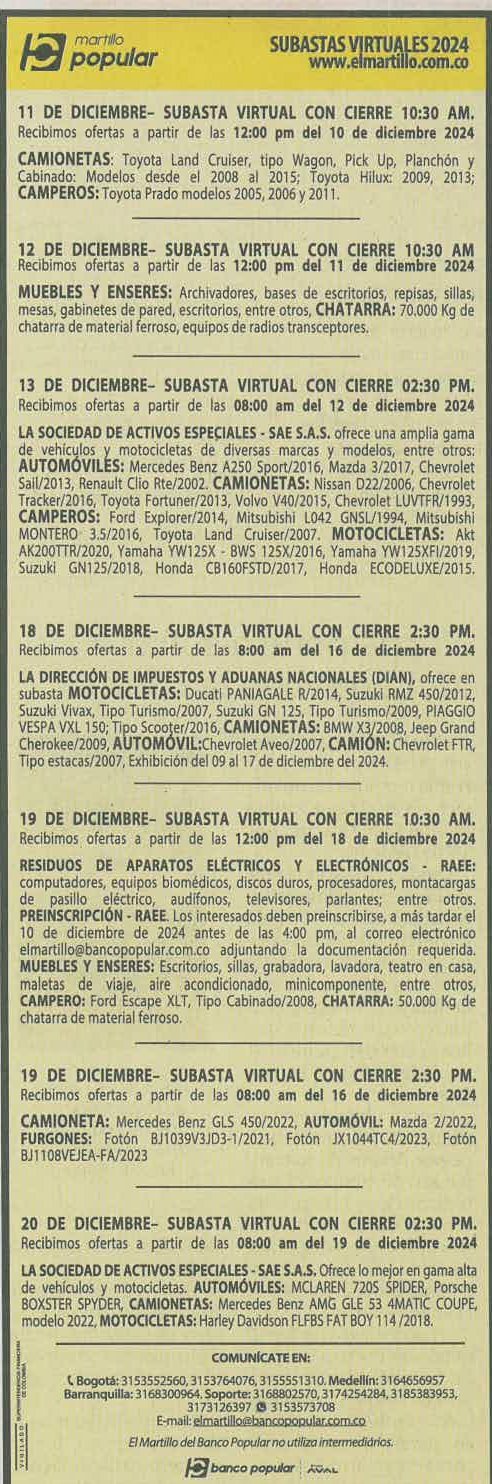 martillo
popular
SUBASTAS VIRTUALES 2024
www.elmartillo.com.co
11 DE DICIEMBRE– SUBASTA VIRTUAL CON CIERRE 10:30 AM.
Recibimos ofertas a partir de las 12:00 pm del 10 de diciembre 2024
CAMIONETAS: Toyota Land Cruiser, tipo Wagon, Pick Up, Planchón y
Cabinado: Modelos desde el 2008 al 2015; Toyota Hilux: 2009, 2013;
CAMPEROS: Toyota Prado modelos 2005, 2006 y 2011.
12 DE DICIEMBRE– SUBASTA VIRTUAL CON CIERRE 10:30 AM
Recibimos ofertas a partir de las 12:00 pm del 11 de diciembre 2024
MUEBLES Y ENSERES: Archivadores, bases de escritorios, repisas, sillas,
mesas, gabinetes de pared, escritorios, entre otros, CHATARRA: 70.000 Kg de
chatarra de material ferroso, equipos de radios transceptores.
13 DE DICIEMBRE– SUBASTA VIRTUAL CON CIERRE 02:30 PM.
Recibimos ofertas a partir de las 08:00 am del 12 de diciembre 2024
LA SOCIEDAD DE ACTIVOS ESPECIALES - SAE S.A.S. ofrece una amplia gama
de vehículos y motocicletas de diversas marcas y modelos, entre otros:
AUTOMÓVILES: Mercedes Benz A250 Sport/2016, Mazda 3/2017, Chevrolet
Sail/2013, Renault Clio Rte/2002. CAMIONETAS: Nissan D22/2006, Chevrolet
Tracker/2016, Toyota Fortuner/2013, Volvo V40/2015, Chevrolet LUVTFR/1993,
CAMPEROS: Ford Explorer/2014, Mitsubishi L042 GNSL/1994, Mitsubishi
MONTERO 3.5/2016, Toyota Land Cruiser/2007. MOTOCICLETAS: Akt
AK200TTR/2020, Yamaha YW125X - BWS 125X/2016, Yamaha YW125XFI/2019,
Suzuki GN125/2018, Honda CB160FSTD/2017, Honda ECODELUXE/2015.
18 DE DICIEMBRE– SUBASTA VIRTUAL CON CIERRE 2:30 PM.
Recibimos ofertas a partir de las 8:00 am del 16 de diciembre 2024
LA DIRECCIÓN DE IMPUESTOS Y ADUANAS NACIONALES (DIAN), ofrece en
subasta MOTOCICLETAS: Ducati PANIAGALE R/2014, Suzuki RMZ 450/2012,
Suzuki Vivax, Tipo Turismo/2007, Suzuki GN 125, Tipo Turismo/2009, PIAGGIO
VESPA VXL 150; Tipo Scooter/2016, CAMIONETAS: BMW X3/2008, Jeep Grand
Cherokee/2009, AUTOMÓVIL:Chevrolet Aveo/2007, CAMIÓN: Chevrolet FTR,
Tipo estacas/2007, Exhibición del 09 al 17 de diciembre del 2024.
19 DE DICIEMBRE– SUBASTA VIRTUAL CON CIERRE 10:30 AM.
Recibimos ofertas a partir de las 12:00 pm del 18 de diciembre 2024
RESIDUOS DE APARATOS ELÉCTRICOS Y ELECTRÓNICOS - RAEE:
computadores, equipos biomédicos, discos duros, procesadores, montacargas
de pasillo eléctrico, audífonos, televisores, parlantes; entre otros.
PREINSCRIPCIÓN - RAEE. Los interesados deben preinscribirse, a más tardar el
10 de diciembre de 2024 antes de las 4:00 pm, al correo electrónico
elmartillo@bancopopular.com.co adjuntando la documentación requerida.
MUEBLES Y ENSERES: Escritorios, sillas, grabadora, lavadora, teatro en casa,
maletas de viaje, aire acondicionado, minicomponente, entre otros,
CAMPERO: Ford Escape XLT, Tipo Cabinado/2008, CHATARRA: 50.000 Kg de
chatarra de material ferroso.
19 DE DICIEMBRE– SUBASTA VIRTUAL CON CIERRE 2:30 PM.
Recibimos ofertas a partir de las 08:00 am del 16 de diciembre 2024
CAMIONETA: Mercedes Benz GLS 450/2022, AUTOMÓVIL: Mazda 2/2022,
FURGONES: Fotón BJ1039V3JD3-1/2021, Fotón JX1044TC4/2023, Fotón
BJ1108VEJEA-FA/2023
20 DE DICIEMBRE– SUBASTA VIRTUAL CON CIERRE 02:30 PM.
Recibimos ofertas a partir de las 08:00 am del 19 de diciembre 2024
LA SOCIEDAD DE ACTIVOS ESPECIALES - SAE S.A.S. Ofrece lo mejor en gama alta
de vehículos y motocicletas. AUTOMÓVILES: MCLAREN 720S SPIDER, Porsche
BOXSTER SPYDER, CAMIONETAS: Mercedes Benz AMG GLE 53 4MATIC COUPE,
modelo 2022, MOTOCICLETAS: Harley Davidson FLFBS FAT BOY 114 /2018.
COMUNÍCATE EN:
Bogotá: 3153552560, 3153764076, 3155551310. Medellín: 3164656957
Barranquilla: 3168300964. Soporte: 3168802570, 3174254284, 3185383953,
3173126397 3153573708
E-mail: elmartillo@bancopopular.com.co
El Martillo del Banco Popular no utiliza intermediários.
banco popular AVAL
VIGILADO SUPERINTENDENCIA FINANCIERA
DE COLOMBIA